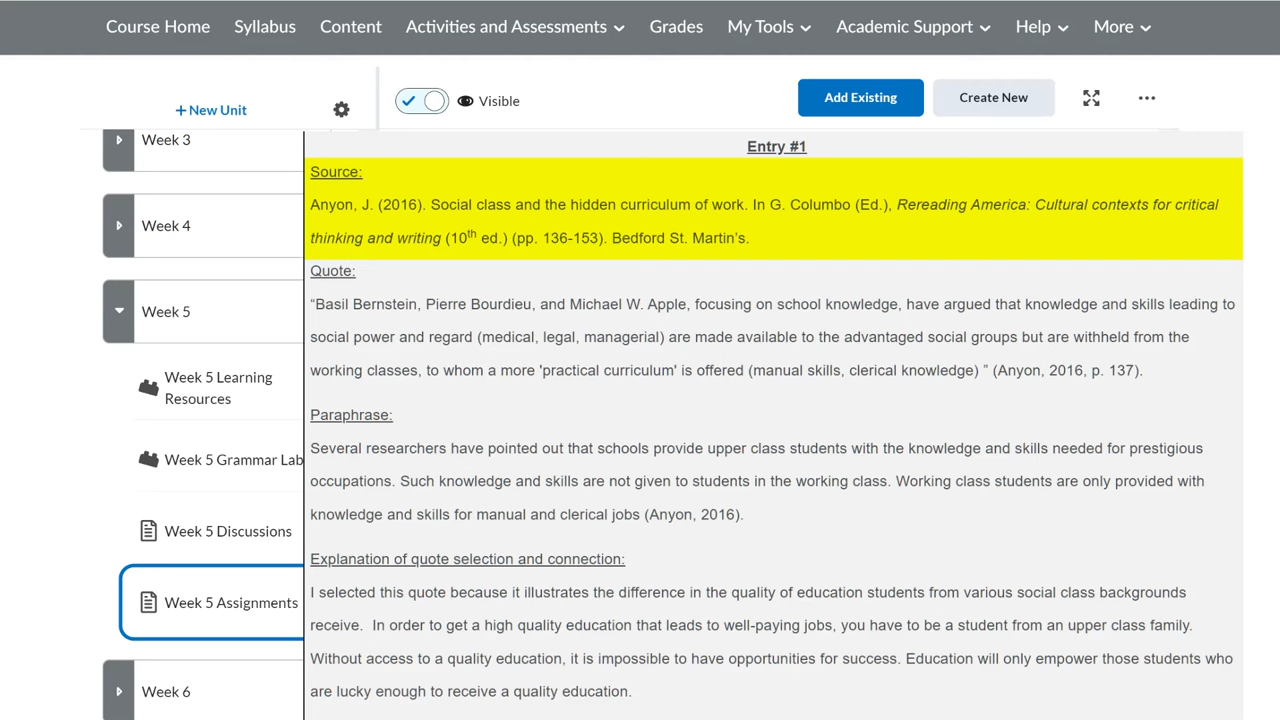 Course Home Syllabus Content Activities and Assessments Grades My Tools Academic Support Help More
+ New Unit
Visible
Add Existing
Create New
Week 3
Week 4
Week 5
Week 5 Learning
Resources
Week 5 Grammar Lab
Week 5 Discussions
Week 5 Assignments
Week 6
Entry #1
Source:
Anyon, J. (2016). Social class and the hidden curriculum of work. In G. Columbo (Ed.), Rereading America: Cultural contexts for critical
thinking and writing (10th ed.) (pp. 136-153). Bedford St. Martin’s.
Quote:
“Basil Bernstein, Pierre Bourdieu, and Michael W. Apple, focusing on school knowledge, have argued that knowledge and skills leading to
social power and regard (medical, legal, managerial) are made available to the advantaged social groups but are withheld from the
working classes, to whom a more 'practical curriculum' is offered (manual skills, clerical knowledge) ” (Anyon, 2016, p. 137).
Paraphrase:
Several researchers have pointed out that schools provide upper class students with the knowledge and skills needed for prestigious
occupations. Such knowledge and skills are not given to students in the working class. Working class students are only provided with
knowledge and skills for manual and clerical jobs (Anyon, 2016).
Explanation of quote selection and connection:
I selected this quote because it illustrates the difference in the quality of education students from various social class backgrounds
receive. In order to get a high quality education that leads to well-paying jobs, you have to be a student from an upper class family.
Without access to a quality education, it is impossible to have opportunities for success. Education will only empower those students who
are lucky enough to receive a quality education.